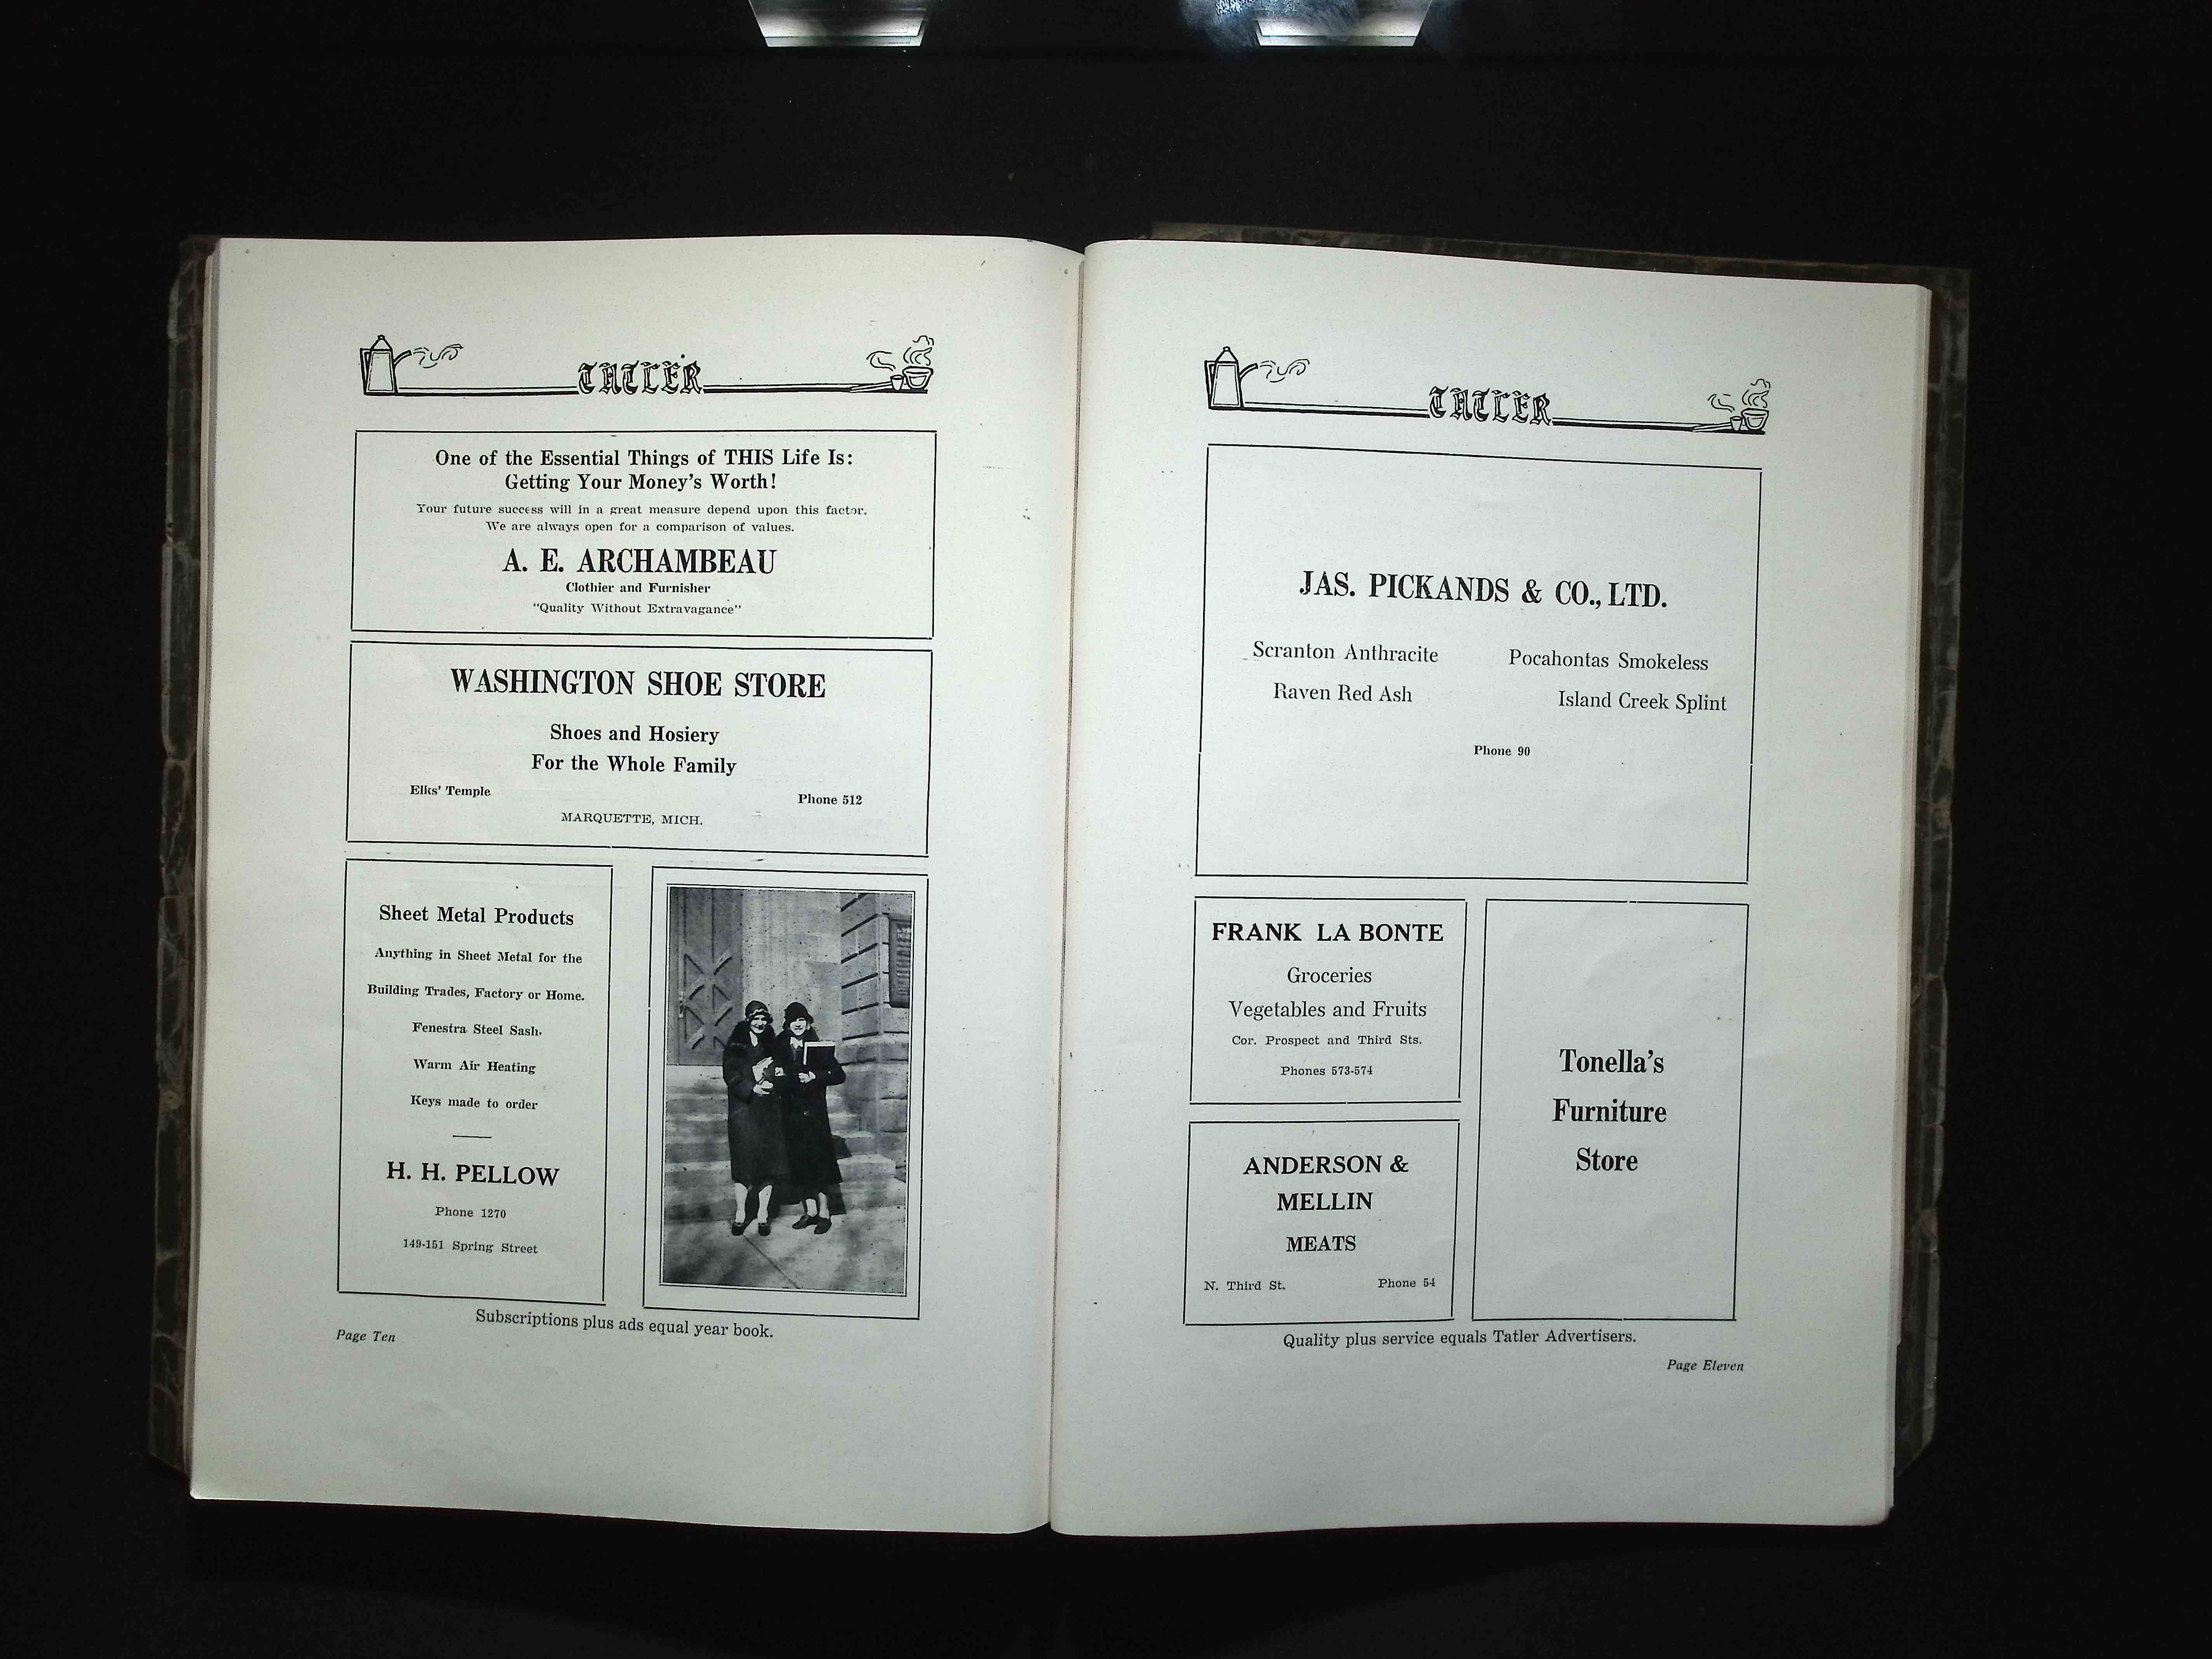 TATLER
One of the Essential Things of THIS Life Is:
Getting Your Money's Worth!
Your future success will in a great measure depend upon this factor.
We are always open for a comparison of values.
A. E. ARCHAMBEAU
Clothier and Furnisher
"Quality Without Extravagance"
WASHINGTON SHOE STORE
Shoes and Hosiery
For the Whole Family
Elks' Temple Phone 512
MARQUETTE, MICH.
Sheet Metal Products
Anything in Sheet Metal for the
Building Trades, Factory or Home.
Fenestra Steel Sash.
Warm Air Heating
Keys made to order
H. H. PELLOW
Phone 1270
149-151 Spring Street
Subscriptions plus ads equal year book.
Page Ten
TATLER
JAS. PICKANDS & CO., LTD.
Scranton Anthracite Pocahontas Smokeless
Raven Red Ash Island Creek Splint
Phone 90
FRANK LA BONTE
Groceries
Vegetables and Fruits
Cor. Prospect and Third Sts.
Phones 573-574
ANDERSON &
MELLIN
MEATS
N. Third St. Phone 54
Tonella's
Furniture
Store
Quality plus service equals Tatler Advertisers.
Page Eleven